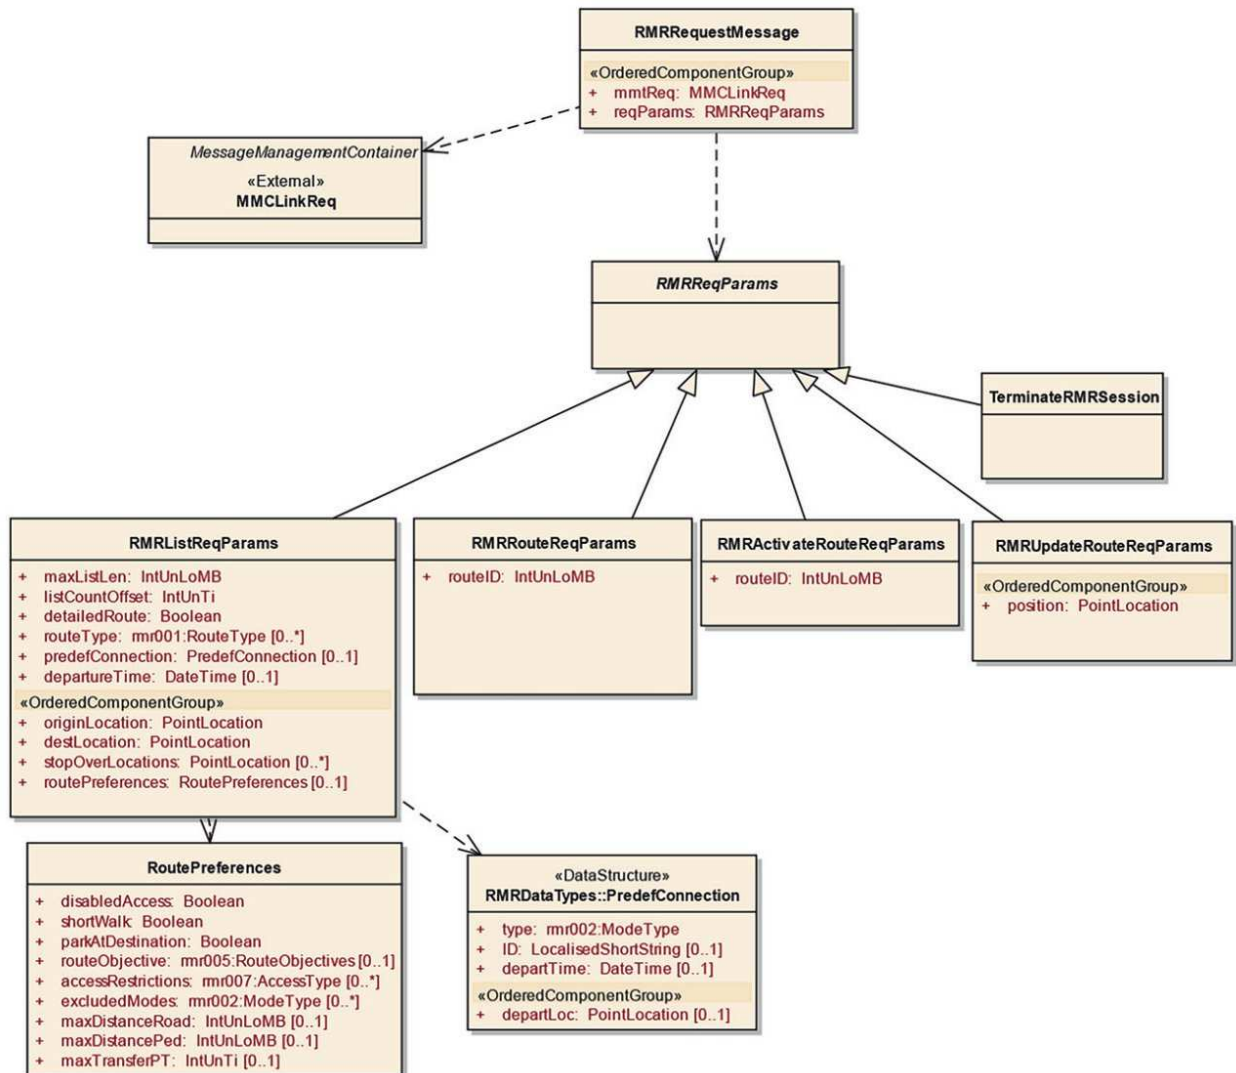 RMRRequestMessage
«OrderedComponentGroup»
+ mmtReq: MMCLinkReq
+ reqParams: RMRReqParams
MessageManagementContainer
«External»
MMCLinkReq
RMRReqParams
TerminateRMRSession
RMRListReqParams
+ maxListLen: IntUnLoMB
+ listCountOffset: IntUnTi
+ detailedRoute: Boolean
+ routeType: rmr001:RouteType [0..*]
+ predefConnection: PredefConnection [0..1]
+ departureTime: DateTime [0..1]
«OrderedComponentGroup»
+ originLocation: PointLocation
+ destLocation: PointLocation
+ stopOverLocations: PointLocation [0..*]
+ routePreferences: RoutePreferences [0..1]
RMRRouteReqParams
+ routeID: IntUnLoMB
RMRActivateRouteReqParams
+ routeID: IntUnLoMB
RMRUpdateRouteReqParams
«OrderedComponentGroup»
+ position: PointLocation
RoutePreferences
+ disabledAccess: Boolean
+ shortWalk: Boolean
+ parkAtDestination: Boolean
+ routeObjective: rmr005:RouteObjectives [0..1]
+ accessRestrictions: rmr007:AccessType [0..*]
+ excludedModes: rmr002:ModeType [0..*]
+ maxDistanceRoad: IntUnLoMB [0..1]
+ maxDistancePed: IntUnLoMB [0..1]
+ maxTransferPT: IntUnTi [0..1]
«DataStructure»
RMRDataTypes::PredefConnection
+ type: rmr002:ModeType
+ ID: LocalisedShortString [0..1]
+ departTime: DateTime [0..1]
«OrderedComponentGroup»
+ departLoc: PointLocation [0..1]